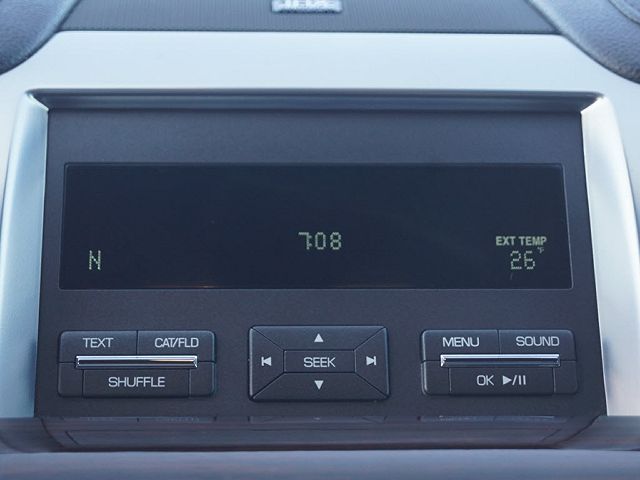 7:08
EXT TEMP
N
26°F
TEXT CAT/FLD
SHUFFLE
SEEK
MENU SOUND
OK ▶/II